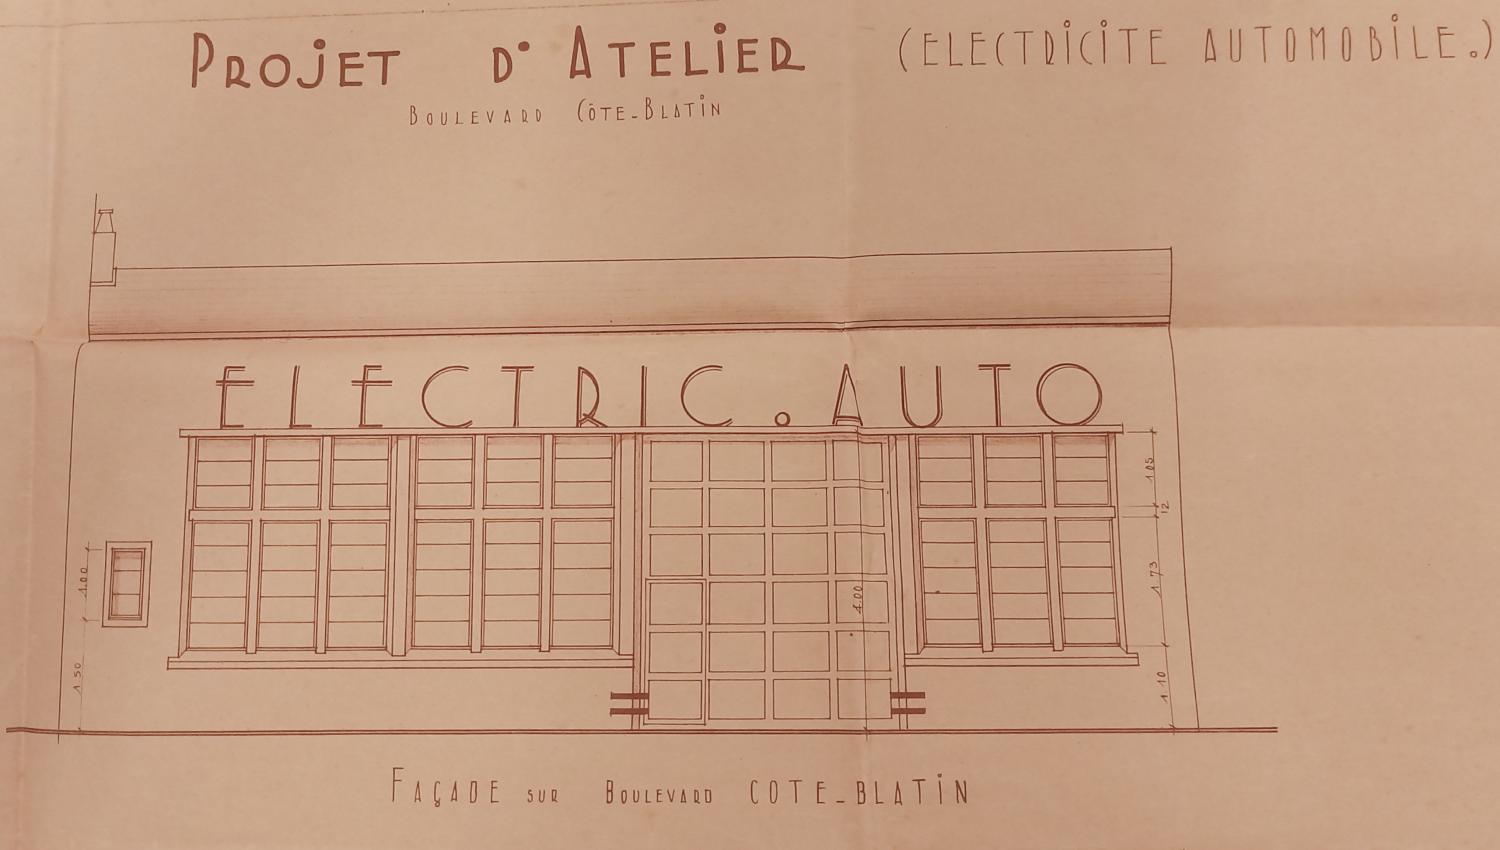 PROJET D'ATELIER (ELECTRICITE AUTOMOBILE.)
BOULEVARD CÔTE-BLATIN
ELECTRIC. AUTO
1.05
12
1.00
4.00
1 73
1 50
1 10
FAÇADE SUR BOULEVARD COTE-BLATIN